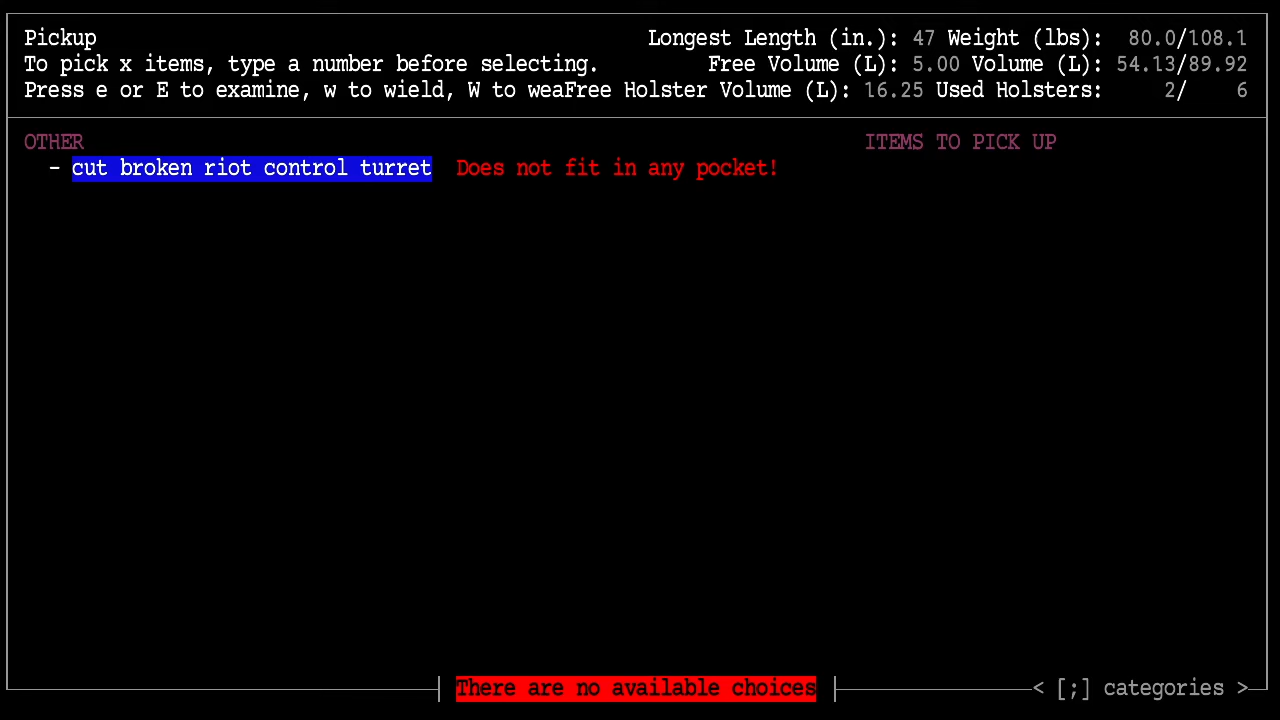 Pickup Longest Length (in.): 47 Weight (lbs): 80.0/108.1
To pick x items, type a number before selecting. Free Volume (L): 5.00 Volume (L): 54.13/89.92
Press e or E to examine, w to wield, W to weaFree Holster Volume (L): 16.25 Used Holsters: 2/ 6
OTHER ITEMS TO PICK UP
- cut broken riot control turret Does not fit in any pocket!
There are no available choices < [;] categories >